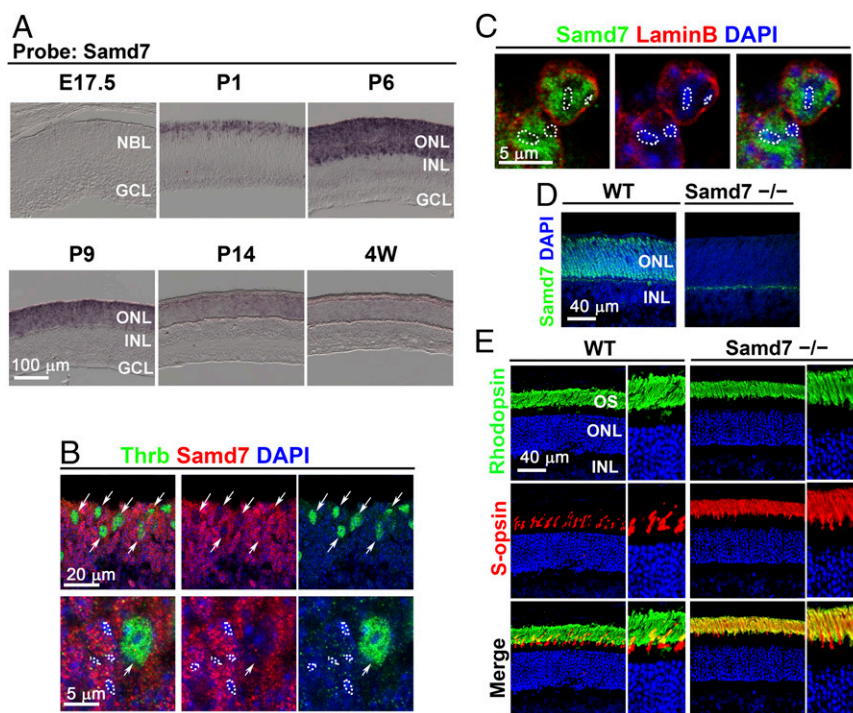 A
Probe: Samd7
E17.5 P1 P6
NBL
GCL
ONL
INL
GCL
P9 P14 4W
ONL
INL
GCL
100 µm
B
Thrb Samd7 DAPI
20 µm
5 µm
C
Samd7 LaminB DAPI
5 µm
D
WT Samd7 −/−
Samd7 DAPI
ONL
INL
40 µm
E
WT Samd7 −/−
Rhodopsin
OS
ONL
INL
40 µm
S-opsin
Merge